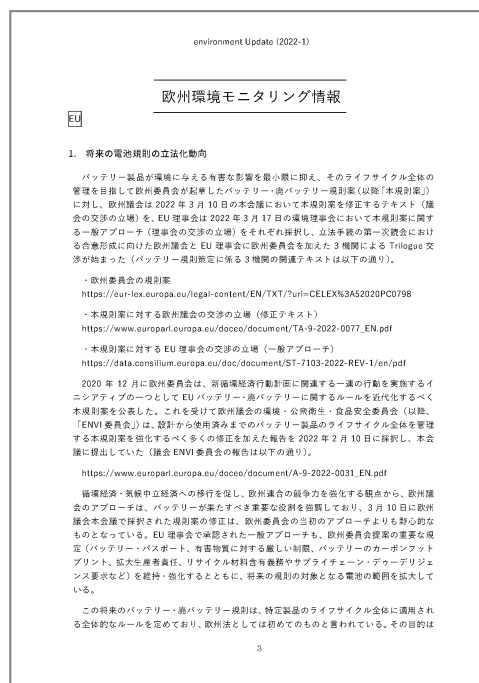 environment Update (2022-1)
欧州環境モニタリング情報
EU
1. 将来の電池規則の立法化動向
バッテリー製品が環境に与える有害な影響を最小限に抑え、そのライフサイクル全体の
管理を目指して欧州委員会が起草したバッテリー・廃バッテリー規則案（以降「本規則案」）
に対し、欧州議会は 2022 年 3 月 10 日の本会議において本規則案を修正するテキスト（議
会の交渉の立場）を、EU 理事会は 2022 年 3 月 17 日の環境理事会において本規則案に関す
る一般アプローチ（理事会の交渉の立場）をそれぞれ採択し、立法手続の第一次読会におけ
る合意形成に向けた欧州議会と EU 理事会に欧州委員会を加えた 3 機関による Trilogue 交
渉が始まった（バッテリー規則策定に係る 3 機関の関連テキストは以下の通り）。
・欧州委員会の規則案
https://eur-lex.europa.eu/legal-content/EN/TXT/?uri=CELEX%3A52020PC0798
・本規則案に対する欧州議会の交渉の立場（修正テキスト）
https://www.europarl.europa.eu/doceo/document/TA-9-2022-0077_EN.pdf
・本規則案に対する EU 理事会の交渉の立場（一般アプローチ）
https://data.consilium.europa.eu/doc/document/ST-7103-2022-REV-1/en/pdf
2020 年 12 月に欧州委員会は、新循環経済行動計画に関連する一連の行動を実施するイ
ニシアティブの一つとして EU バッテリー・廃バッテリーに関するルールを近代化するべく
本規則案を公表した。これを受けて欧州議会の環境・公衆衛生・食品安全委員会（以降、
「ENVI 委員会」）は、設計から使用済みまでのバッテリー製品のライフサイクル全体を管理
する本規則案を強化するべく多くの修正を加えた報告を 2022 年 2 月 10 日に採択し、本会
議に提出していた（議会 ENVI 委員会の報告は以下の通り）。
https://www.europarl.europa.eu/doceo/document/A-9-2022-0031_EN.pdf
循環経済・気候中立経済への移行を促し、欧州連合の競争力を強化する観点から、欧州議
会のアプローチは、バッテリーが果たすべき重要な役割を強調しており、3 月 10 日に欧州
議会本会議で採択された規則案の修正は、欧州委員会の当初のアプローチよりも野心的な
ものとなっている。EU 理事会で承認された一般アプローチも、欧州委員会提案の重要な規
定（バッテリー・パスポート、有害物質に対する厳しい制限、バッテリーのカーボンフット
プリント、拡大生産者責任、リサイクル材料含有義務やサプライチェーン・デューデリジェ
ンス要求など）を維持・強化するとともに、将来の規則の対象となる電池の範囲を拡大して
いる。
この将来のバッテリー・廃バッテリー規則は、特定製品のライフサイクル全体に適用され
る全体的なルールを定めており、欧州法としては初めてのものと言われている。その目的は
3